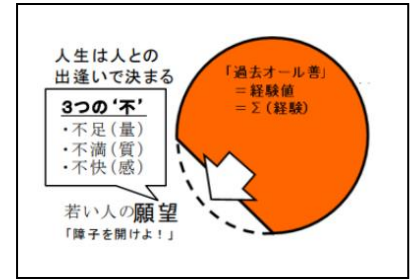 人生は人との
出逢いで決まる
3つの‘不’
・不足(量)
・不満(質)
・不快(感)
若い人の願望
「障子を開けよ！」
「過去オール善」
＝経験値
＝Σ(経験)